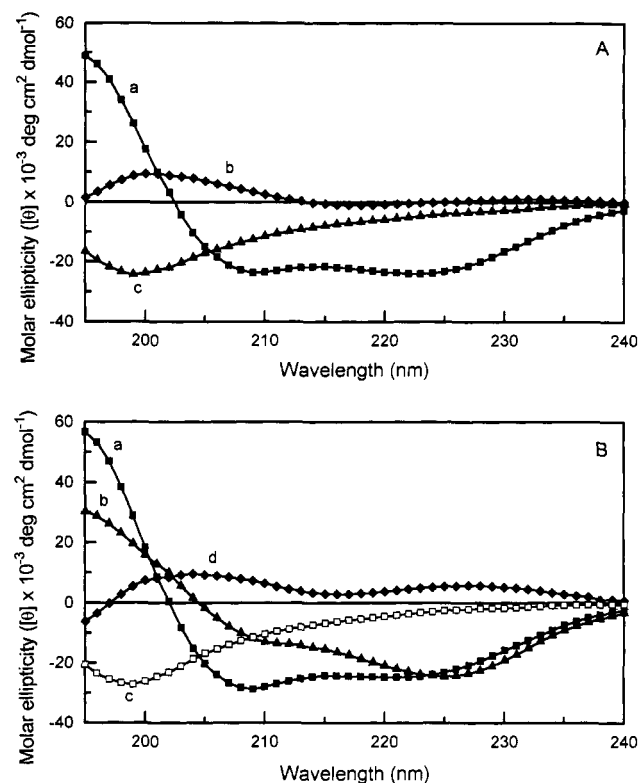 Molar ellipticity ([θ] x 10⁻³ deg cm² dmol⁻¹)
60
40
20
0
-20
-40
A
a
b
c
200
210
220
230
240
Wavelength (nm)
Molar ellipticity ([θ] x 10⁻³ deg cm² dmol⁻¹)
60
40
20
0
-20
-40
B
a
b
d
c
200
210
220
230
240
Wavelength (nm)